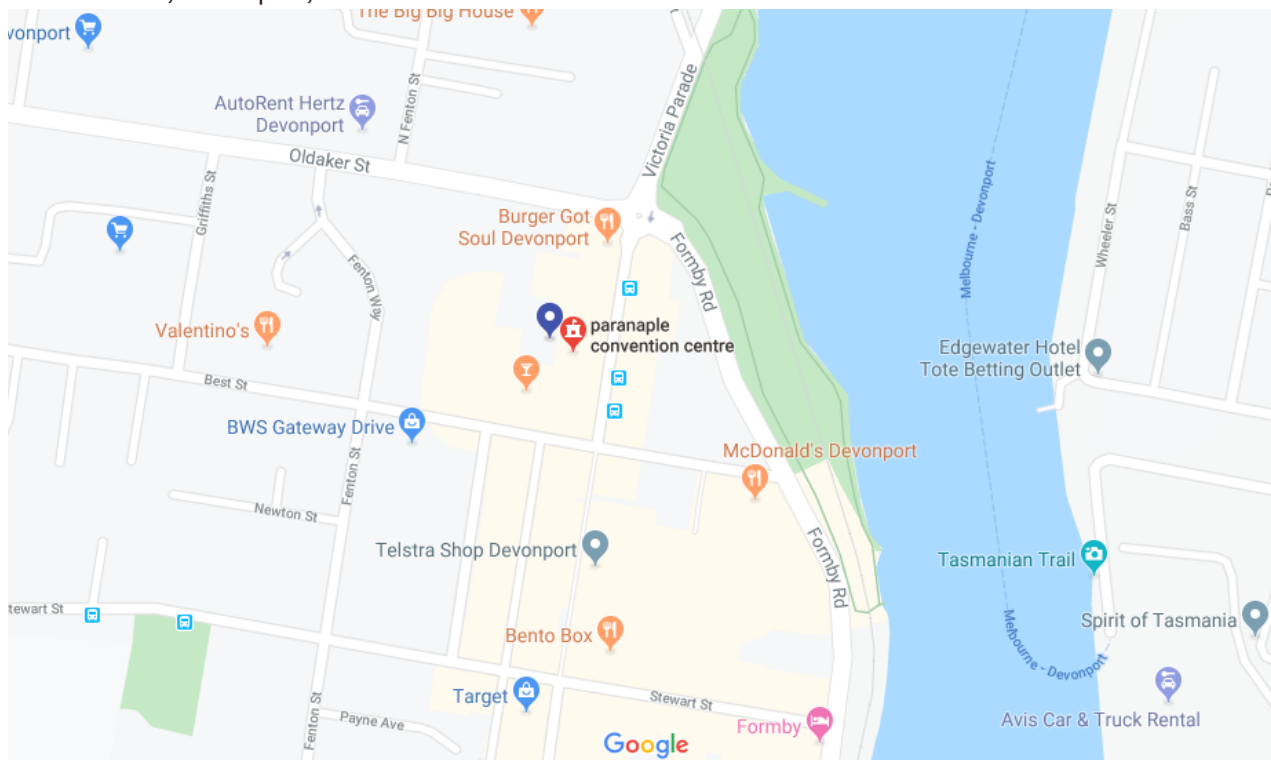 The Big Big House
vonport
AutoRent Hertz
Devonport
N Fenton St
Victoria Parade
Oldaker St
Griffiths St
Burger Got
Soul Devonport
Formby Rd
Fenton Way
Melbourne - Devonport
Wheeler St
Bass St
Valentino's
paranaple
convention centre
Edgewater Hotel
Tote Betting Outlet
Best St
BWS Gateway Drive
McDonald's Devonport
Fenton St
Newton St
Telstra Shop Devonport
Formby Rd
Tasmanian Trail
tewart St
Bento Box
Melbourne - Devonport
Spirit of Tasmania
Target
Stewart St
Fenton St
Payne Ave
Formby
Avis Car & Truck Rental
Google